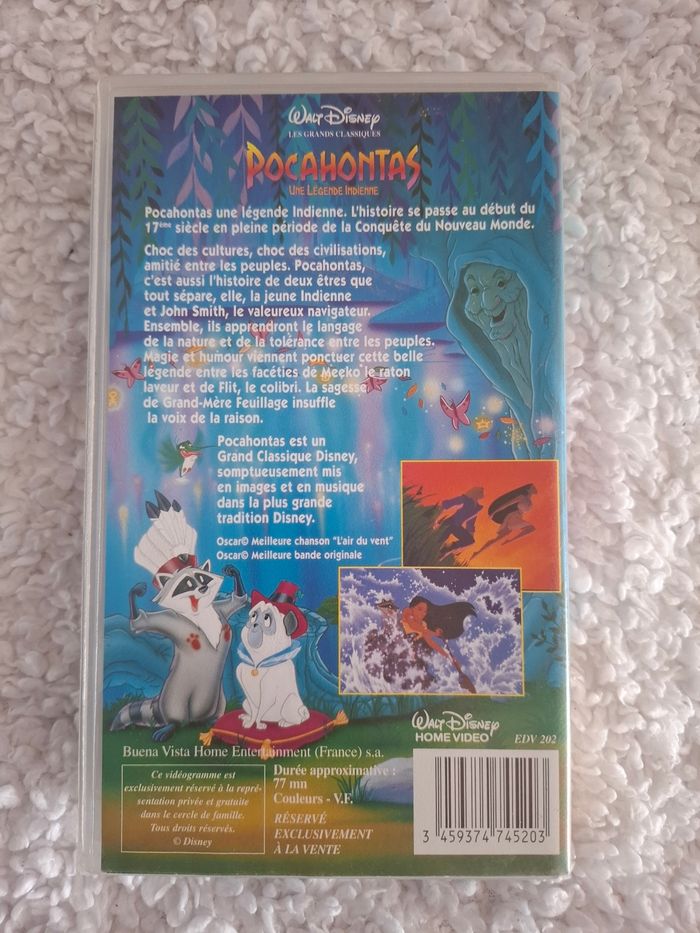 WALT DISNEY
LES GRANDS CLASSIQUES
POCAHONTAS
UNE LÉGENDE INDIENNE
Pocahontas une légende Indienne. L'histoire se passe au début du
17ème siècle en pleine période de la Conquête du Nouveau Monde.
Choc des cultures, choc des civilisations,
amitié entre les peuples. Pocahontas,
c'est aussi l'histoire de deux êtres que
tout sépare, elle, la jeune Indienne
et John Smith, le valeureux navigateur.
Ensemble, ils apprendront le langage
de la nature et de la tolérance entre les peuples.
Magie et humour viennent ponctuer cette belle
légende entre les facéties de Meeko le raton
laveur et de Flit, le colibri. La sagesse
de Grand-Mère Feuillage insuffle
la voix de la raison.
Pocahontas est un
Grand Classique Disney,
somptueusement mis
en images et en musique
dans la plus grande
tradition Disney.
Oscar© Meilleure chanson "L'air du vent"
Oscar© Meilleure bande originale
WALT DISNEY
HOME VIDEO
EDV 202
Buena Vista Home Entertainment (France) s.a.
Ce vidéogramme est
exclusivement réservé à la repré-
sentation privée et gratuite
dans le cercle de famille.
Tous droits réservés.
© Disney
Durée approximative :
77 mn
Couleurs - V.F.
RÉSERVÉ
EXCLUSIVEMENT
À LA VENTE
3 459374 745203